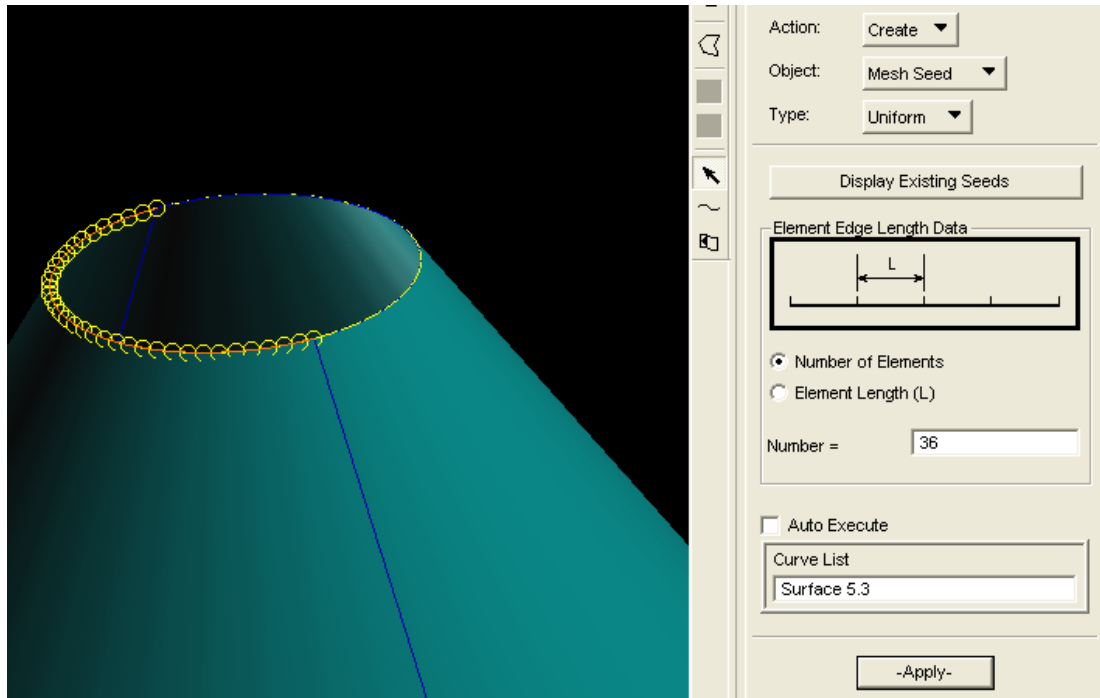 Action:
Create
Object:
Mesh Seed
Type:
Uniform
Display Existing Seeds
Element Edge Length Data
L
Number of Elements
Element Length (L)
Number =
36
Auto Execute
Curve List
Surface 5.3
-Apply-